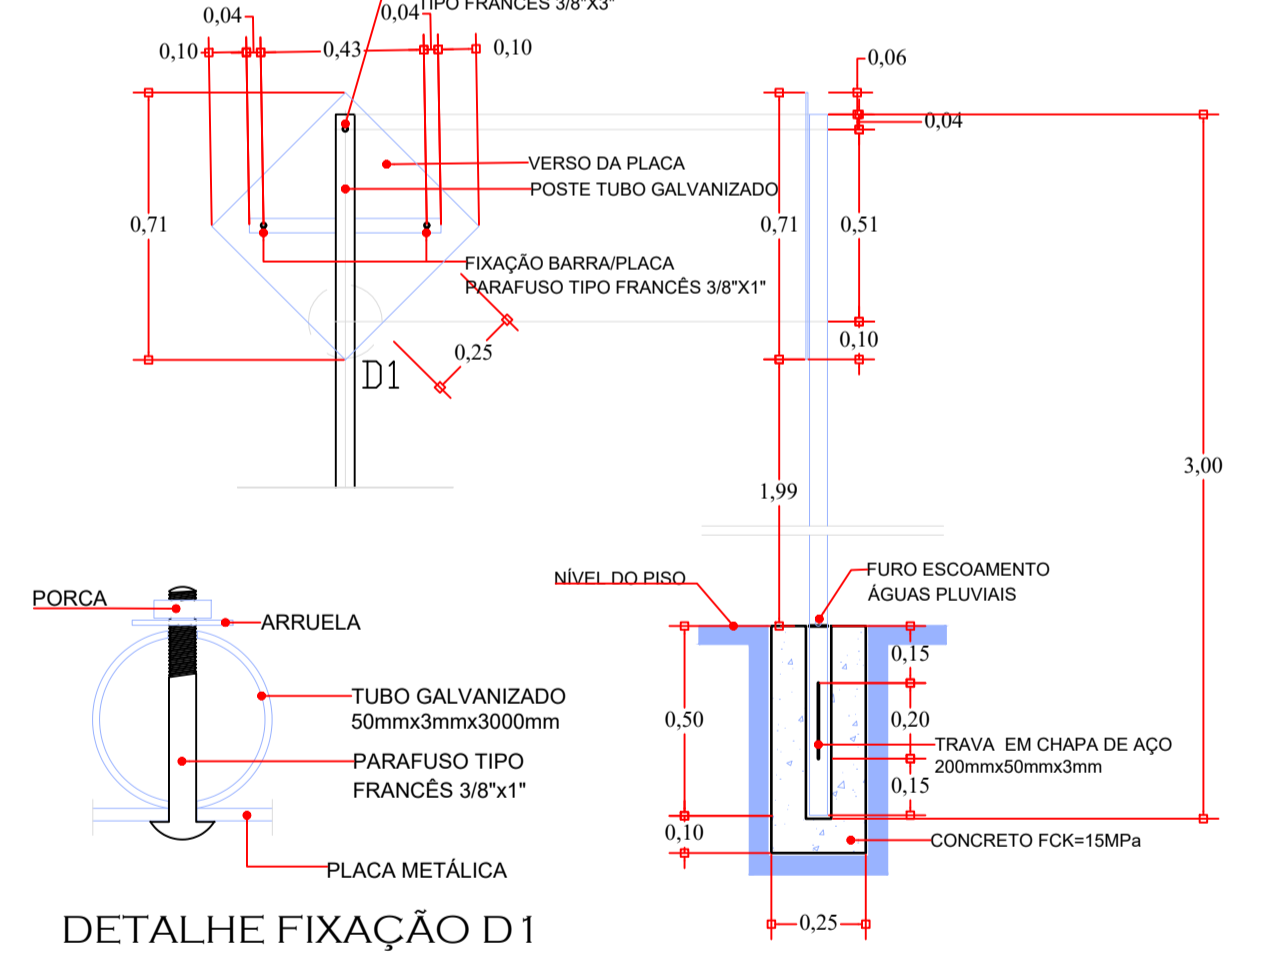 TIPO FRANCÊS 3/8"X3"
0,04
0,04
0,10
0,43
0,10
0,06
0,04
VERSO DA PLACA
POSTE TUBO GALVANIZADO
0,71
0,71
0,51
FIXAÇÃO BARRA/PLACA
PARAFUSO TIPO FRANCÊS 3/8"X1"
0,10
0,25
D1
3,00
1,99
NÍVEL DO PISO
FURO ESCOAMENTO
ÁGUAS PLUVIAIS
PORCA
ARRUELA
0,15
TUBO GALVANIZADO
50mmx3mmx3000mm
0,50
0,20
TRAVA EM CHAPA DE AÇO
200mmx50mmx3mm
PARAFUSO TIPO
FRANCÊS 3/8"x1"
0,15
0,10
CONCRETO FCK=15MPa
PLACA METÁLICA
0,25
DETALHE FIXAÇÃO D1